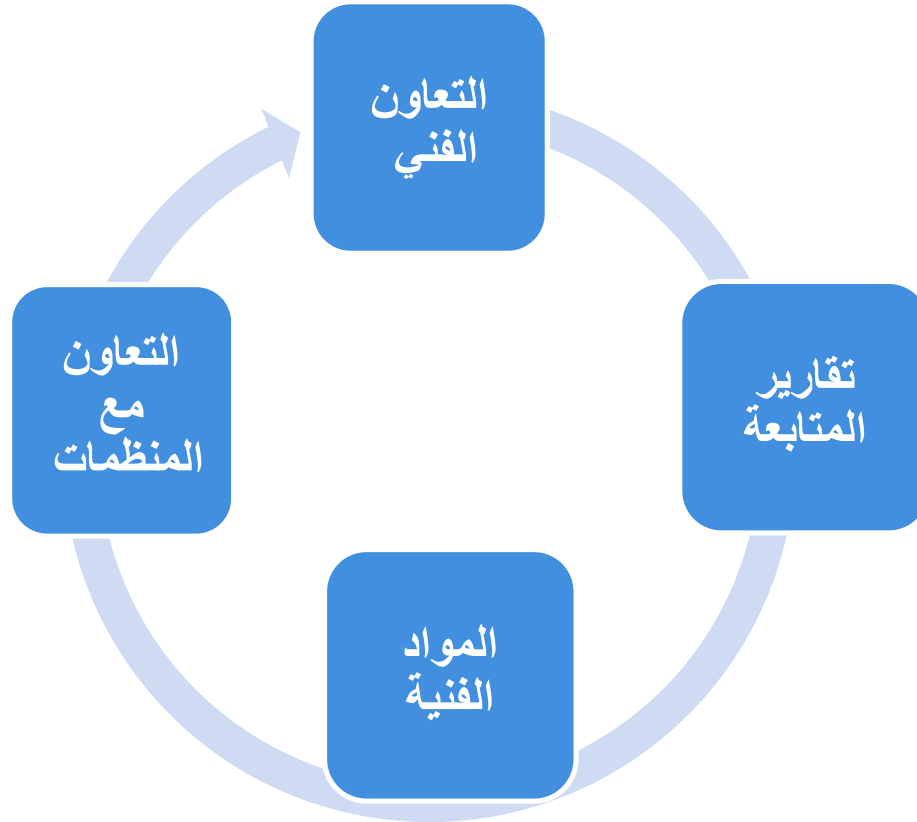 التعاون
الفني
تقارير
المتابعة
المواد
الفنية
التعاون
مع
المنظمات